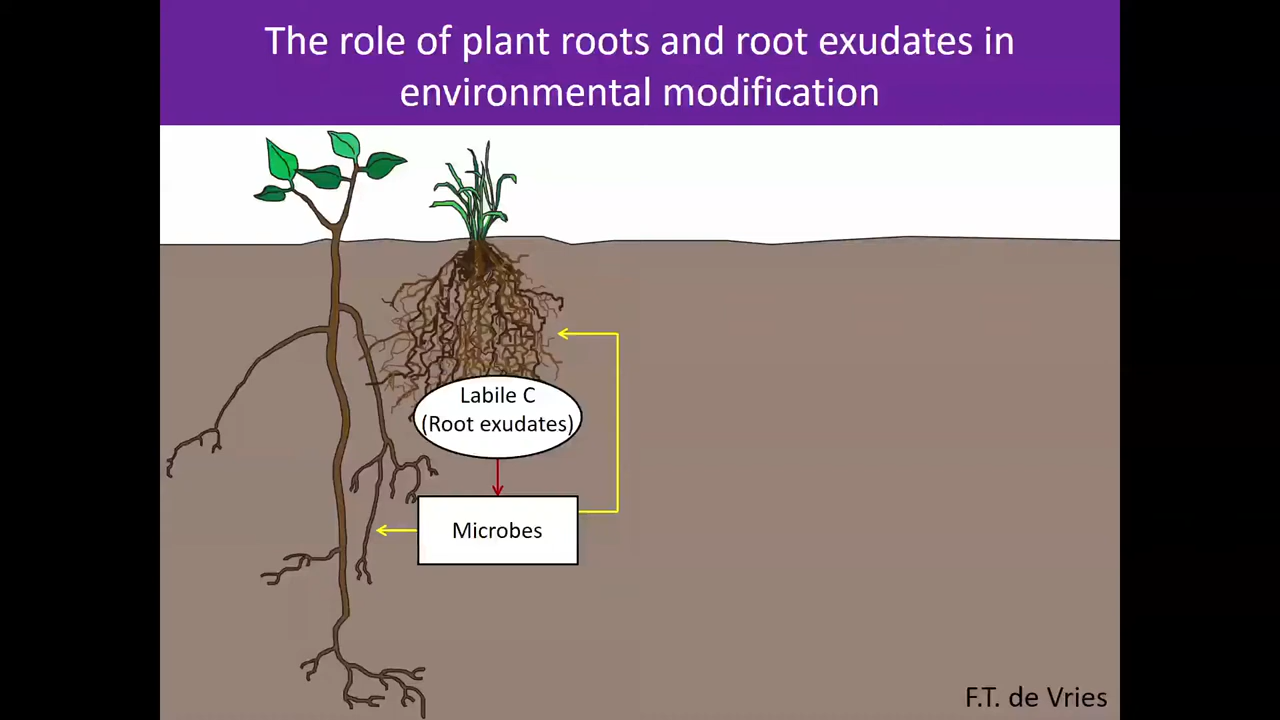 The role of plant roots and root exudates in
environmental modification
Labile C
(Root exudates)
Microbes
F.T. de Vries